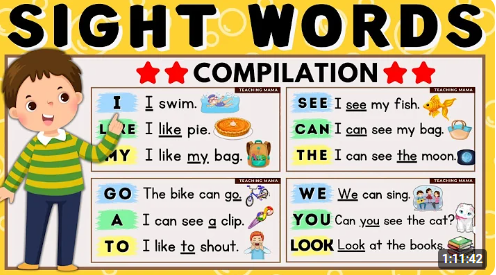 SIGHT WORDS
COMPILATION
TEACHING MAMA
I I swim.
LIKE I like pie.
MY I like my bag.
TEACHING MAMA
SEE I see my fish.
CAN I can see my bag.
THE I can see the moon.
TEACHING MAMA
GO The bike can go.
A I can see a clip.
TO I like to shout.
TEACHING MAMA
WE We can sing.
YOU Can you see the cat?
LOOK Look at the books.
1:11:42